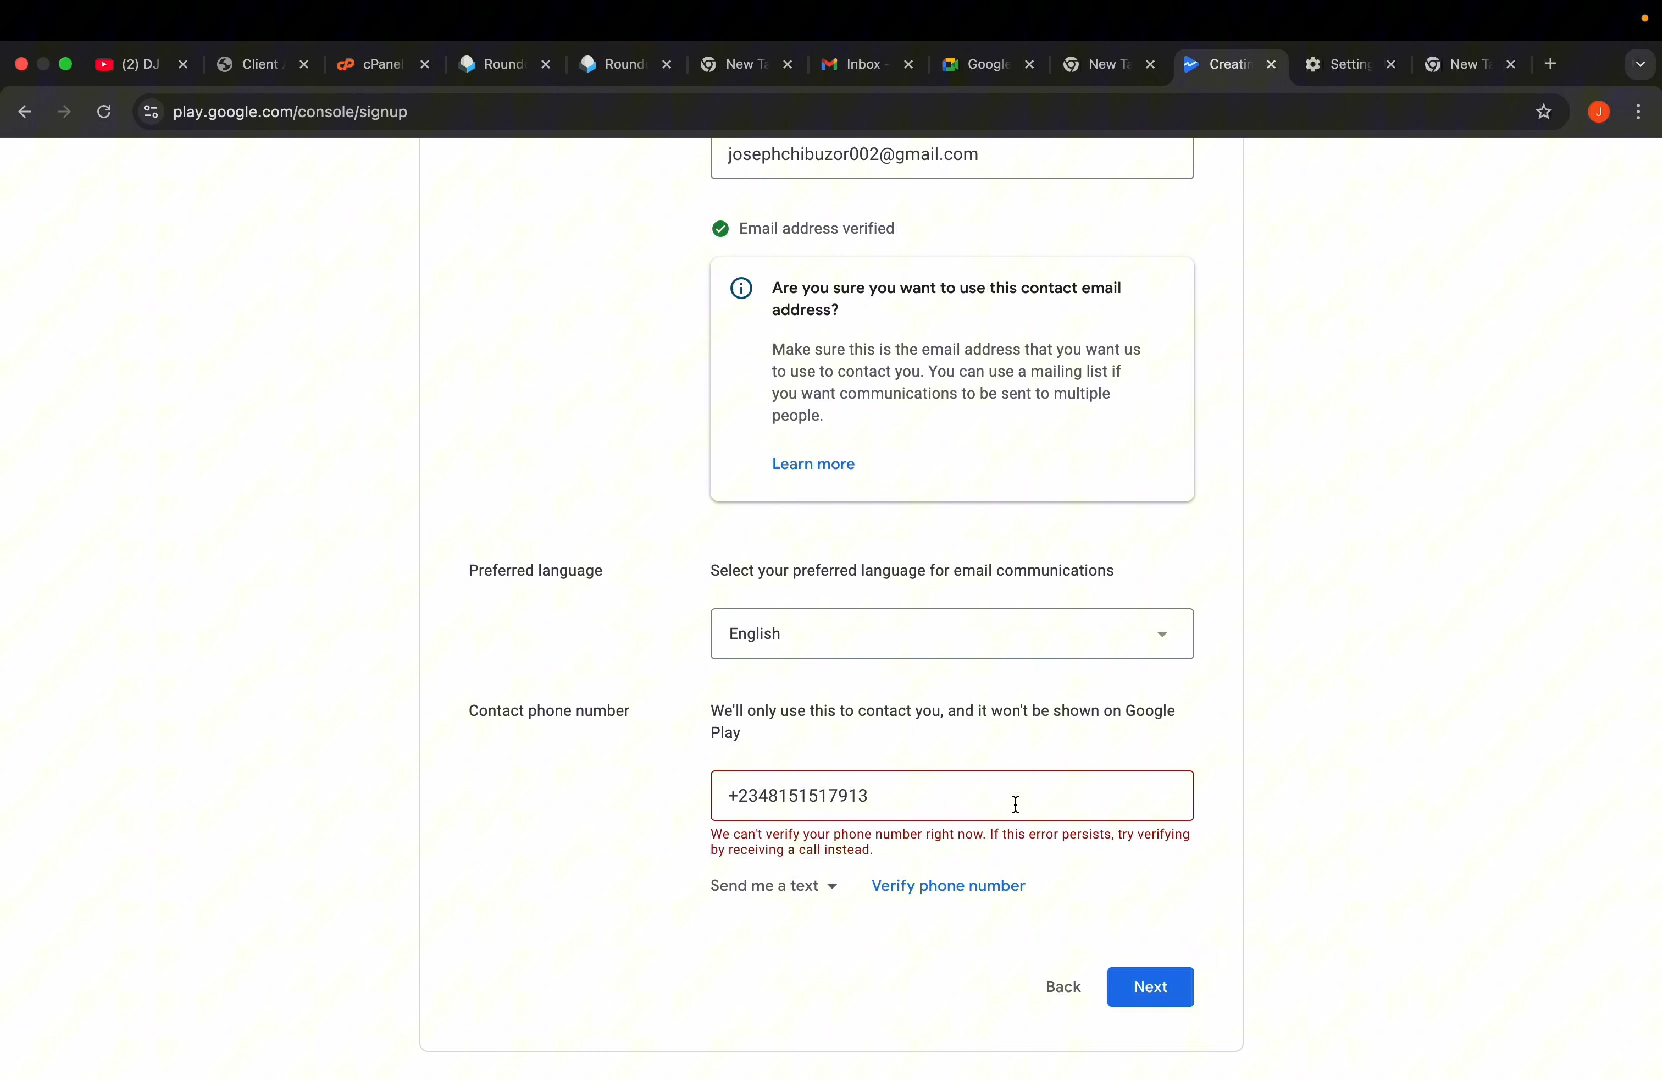 (2) DJ
Client
cPanel
Round
Round
New Ta
Inbox -
Google
New Ta
Creatin
Setting
New T
play.google.com/console/signup
J
josephchibuzor002@gmail.com
Email address verified
Are you sure you want to use this contact email
address?
Make sure this is the email address that you want us
to use to contact you. You can use a mailing list if
you want communications to be sent to multiple
people.
Learn more
Preferred language
Select your preferred language for email communications
English
Contact phone number
We'll only use this to contact you, and it won't be shown on Google
Play
+2348151517913
We can't verify your phone number right now. If this error persists, try verifying
by receiving a call instead.
Send me a text
Verify phone number
Back
Next